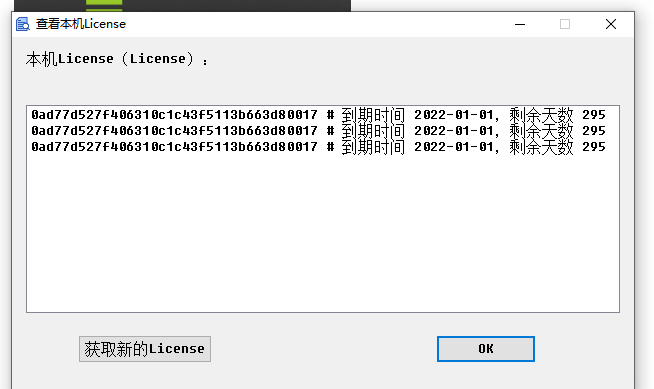 查看本机License
本机License（License）：
0ad77d527f406310c1c43f5113b663d80017 # 到期时间 2022-01-01, 剩余天数 295
0ad77d527f406310c1c43f5113b663d80017 # 到期时间 2022-01-01, 剩余天数 295
0ad77d527f406310c1c43f5113b663d80017 # 到期时间 2022-01-01, 剩余天数 295
获取新的License
OK